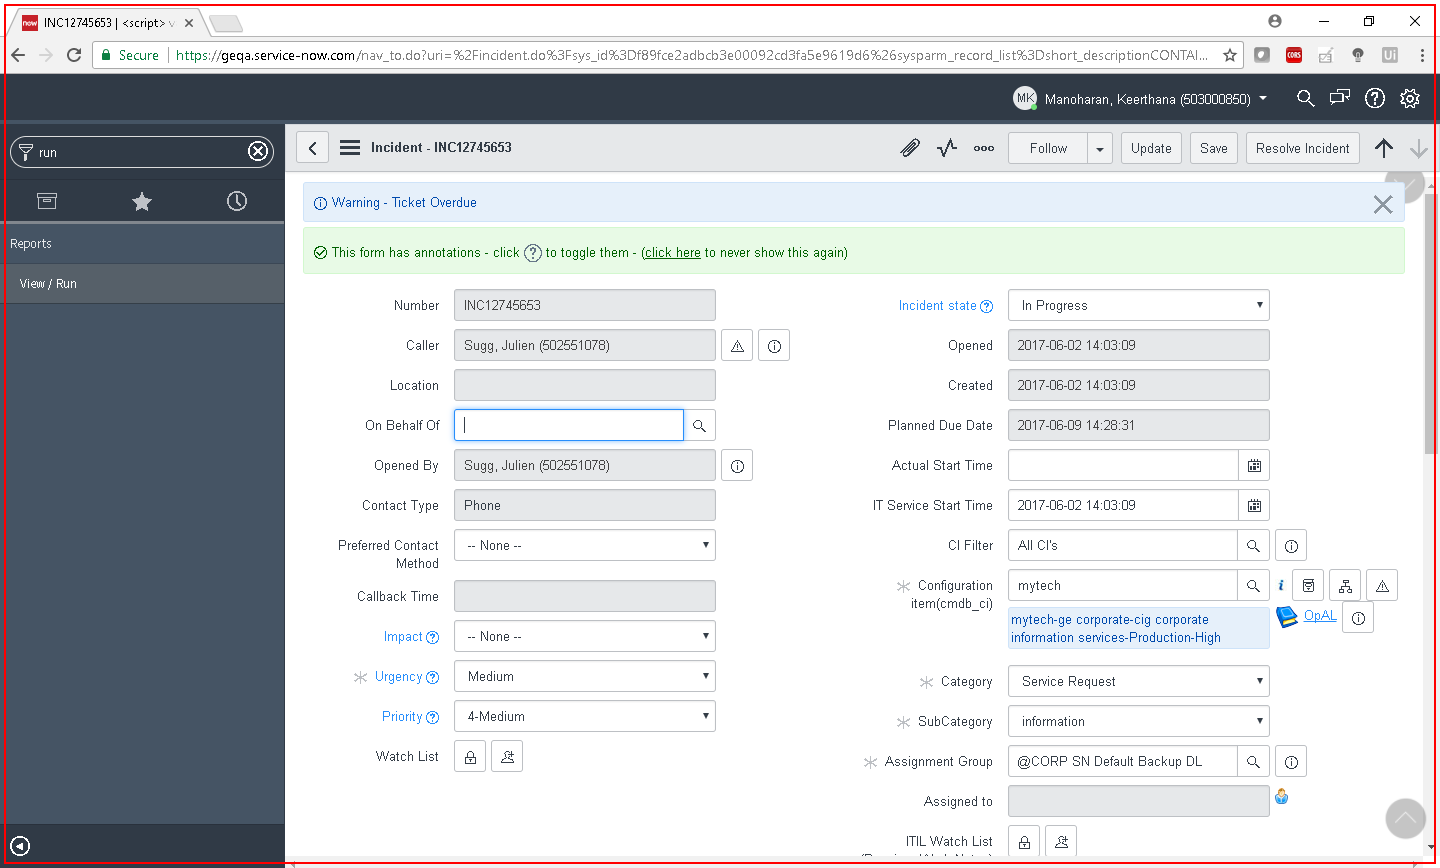 now INC12745653 | <script> v
Secure https://geqa.service-now.com/nav_to.do?uri=%2Fincident.do%3Fsys_id%3Df89fce2adbcb3e00092cd3fa5e9619d6%26sysparm_record_list%3Dshort_descriptionCONTAI... CORS Ui
MK Manoharan, Keerthana (503000850)
run
Reports
View / Run
Incident - INC12745653
Follow
Update
Save
Resolve Incident
Warning - Ticket Overdue
This form has annotations - click ? to toggle them - (click here to never show this again)
Number INC12745653
Caller Sugg, Julien (502551078)
Location
On Behalf Of
Opened By Sugg, Julien (502551078)
Contact Type Phone
Preferred Contact Method -- None --
Callback Time
Impact ? -- None --
Urgency ? Medium
Priority ? 4-Medium
Watch List
Incident state ? In Progress
Opened 2017-06-02 14:03:09
Created 2017-06-02 14:03:09
Planned Due Date 2017-06-09 14:28:31
Actual Start Time
IT Service Start Time 2017-06-02 14:03:09
CI Filter All CI's
Configuration item(cmdb_ci) mytech
mytech-ge corporate-cig corporate
information services-Production-High
OpAL
Category Service Request
SubCategory information
Assignment Group @CORP SN Default Backup DL
Assigned to
ITIL Watch List